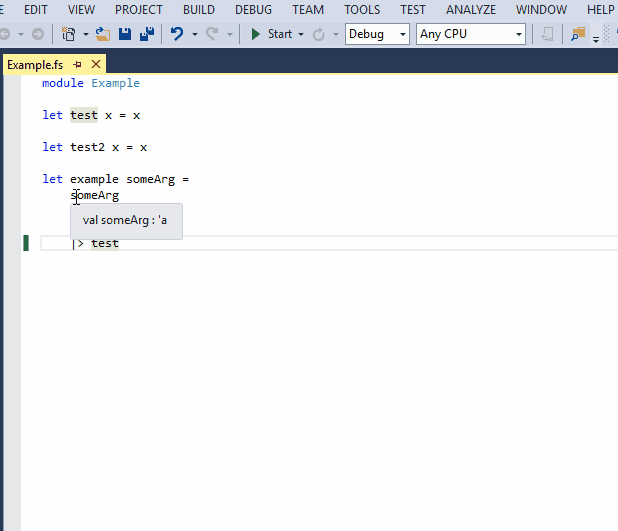 E EDIT VIEW PROJECT BUILD DEBUG TEAM TOOLS TEST ANALYZE WINDOW HELP
Start Debug Any CPU
Example.fs
module Example
let test x = x
let test2 x = x
let example someArg =
someArg
val someArg : 'a
|> test